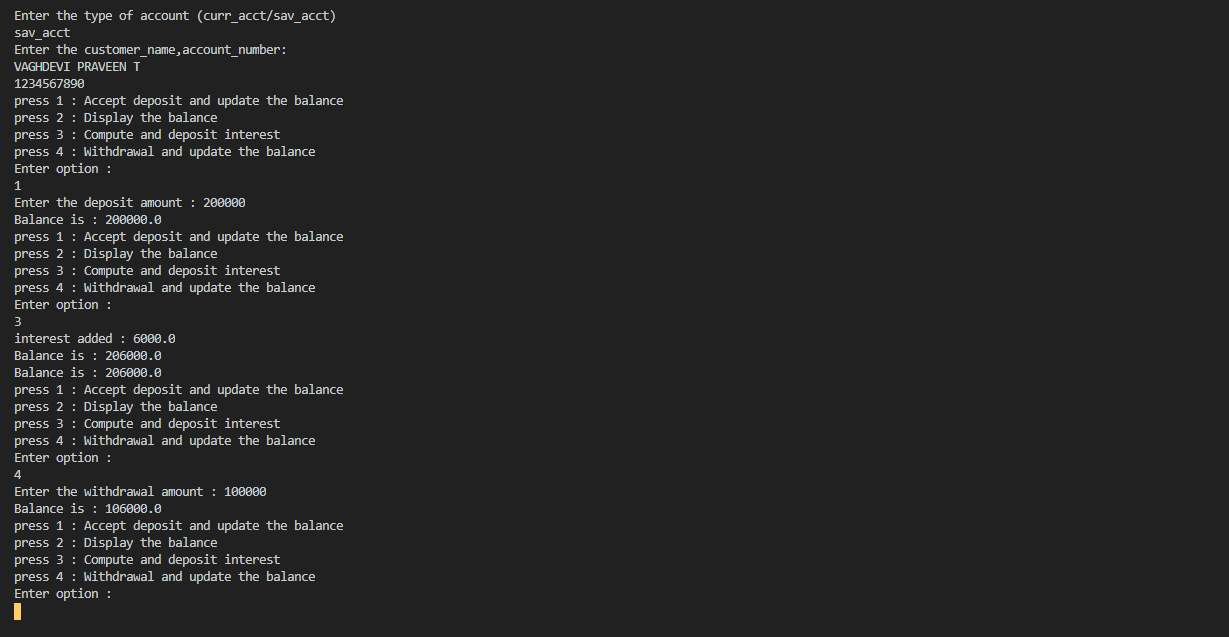 Enter the type of account (curr_acct/sav_acct)
sav_acct
Enter the customer_name,account_number:
VAGHDEVI PRAVEEN T
1234567890
press 1 : Accept deposit and update the balance
press 2 : Display the balance
press 3 : Compute and deposit interest
press 4 : Withdrawal and update the balance
Enter option :
1
Enter the deposit amount : 200000
Balance is : 200000.0
press 1 : Accept deposit and update the balance
press 2 : Display the balance
press 3 : Compute and deposit interest
press 4 : Withdrawal and update the balance
Enter option :
3
interest added : 6000.0
Balance is : 206000.0
Balance is : 206000.0
press 1 : Accept deposit and update the balance
press 2 : Display the balance
press 3 : Compute and deposit interest
press 4 : Withdrawal and update the balance
Enter option :
4
Enter the withdrawal amount : 100000
Balance is : 106000.0
press 1 : Accept deposit and update the balance
press 2 : Display the balance
press 3 : Compute and deposit interest
press 4 : Withdrawal and update the balance
Enter option :